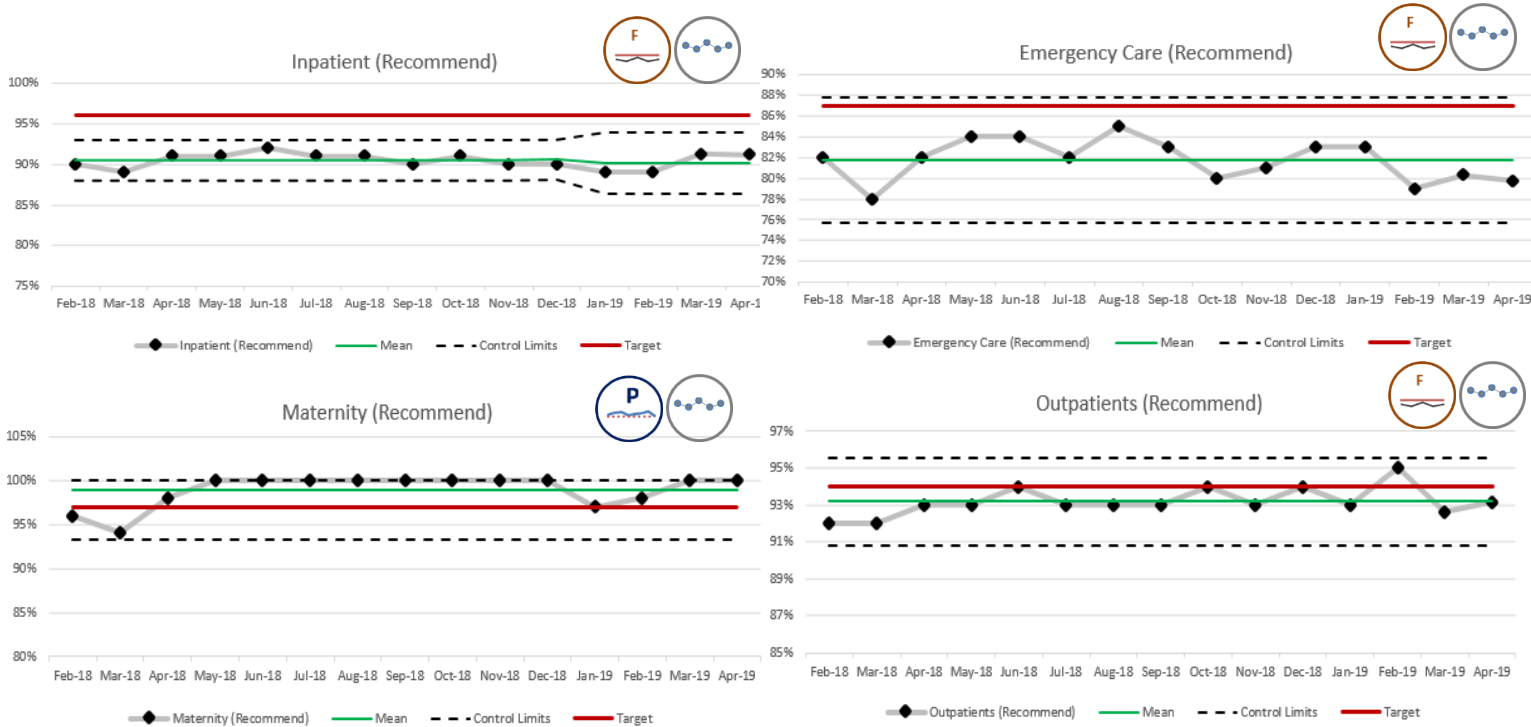 Inpatient (Recommend)
F
100%
95%
90%
85%
80%
75%
Feb-18 Mar-18 Apr-18 May-18 Jun-18 Jul-18 Aug-18 Sep-18 Oct-18 Nov-18 Dec-18 Jan-19 Feb-19 Mar-19 Apr-1
Inpatient (Recommend) Mean Control Limits Target
Emergency Care (Recommend)
F
90%
88%
86%
84%
82%
80%
78%
76%
74%
72%
70%
Feb-18 Mar-18 Apr-18 May-18 Jun-18 Jul-18 Aug-18 Sep-18 Oct-18 Nov-18 Dec-18 Jan-19 Feb-19 Mar-19 Apr-19
Emergency Care (Recommend) Mean Control Limits Target
Maternity (Recommend)
P
105%
100%
95%
90%
85%
80%
Feb-18 Mar-18 Apr-18 May-18 Jun-18 Jul-18 Aug-18 Sep-18 Oct-18 Nov-18 Dec-18 Jan-19 Feb-19 Mar-19 Apr-19
Maternity (Recommend) Mean Control Limits Target
Outpatients (Recommend)
F
97%
95%
93%
91%
89%
87%
85%
Feb-18 Mar-18 Apr-18 May-18 Jun-18 Jul-18 Aug-18 Sep-18 Oct-18 Nov-18 Dec-18 Jan-19 Feb-19 Mar-19 Apr-19
Outpatients (Recommend) Mean Control Limits Target